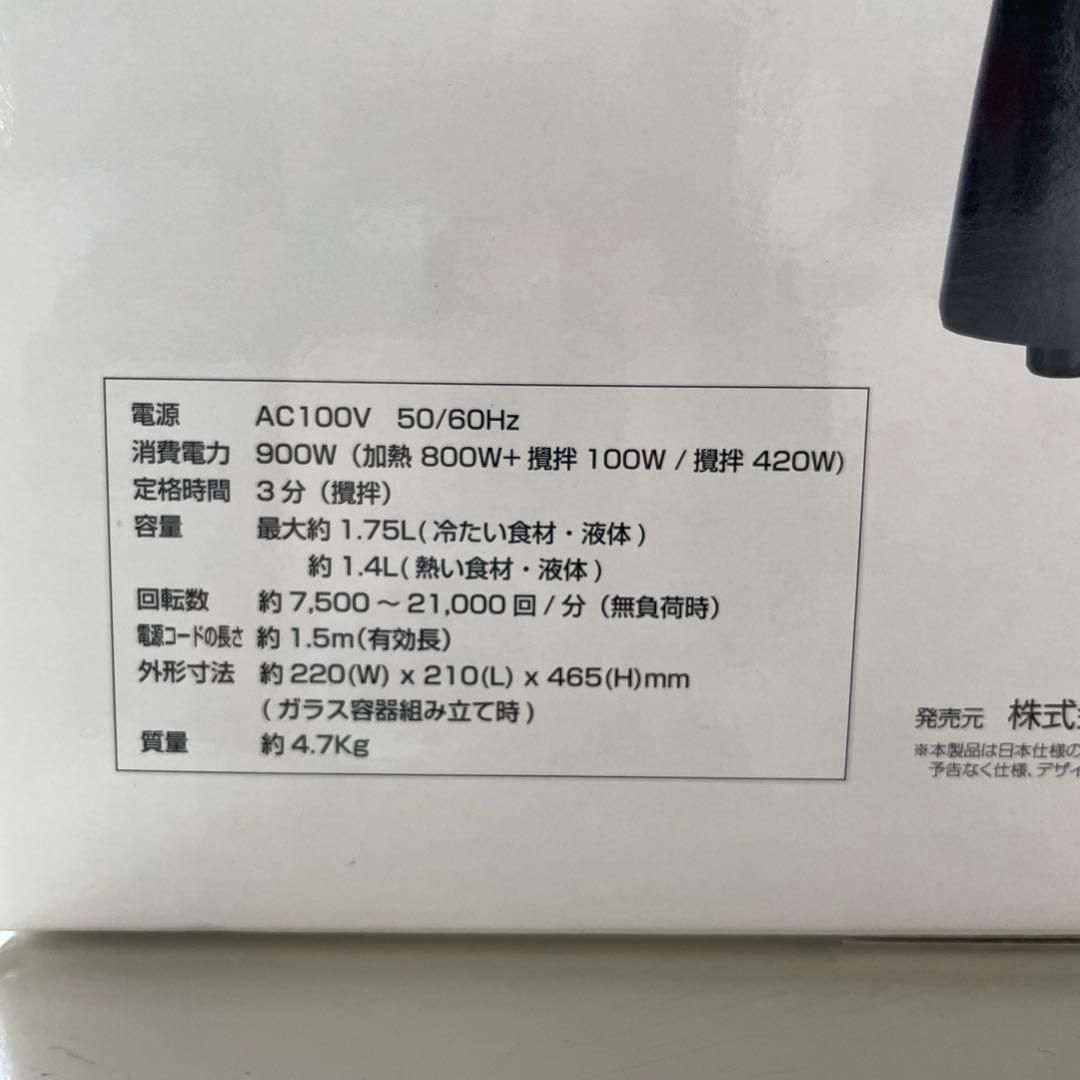 電源 AC100V 50/60Hz
消費電力 900W（加熱 800W+ 攪拌 100W / 攪拌 420W)
定格時間 3分（攪拌）
容量 最大約 1.75L( 冷たい食材・液体 )
約 1.4L( 熱い食材・液体 )
回転数 約 7,500 〜 21,000 回 / 分（無負荷時）
電源コードの長さ 約 1.5m(有効長)
外形寸法 約 220(W) x 210(L) x 465(H)mm
( ガラス容器組み立て時 )
質量 約 4.7Kg
発売元 株式
※本製品は日本仕様の
予告なく仕様、デザイ